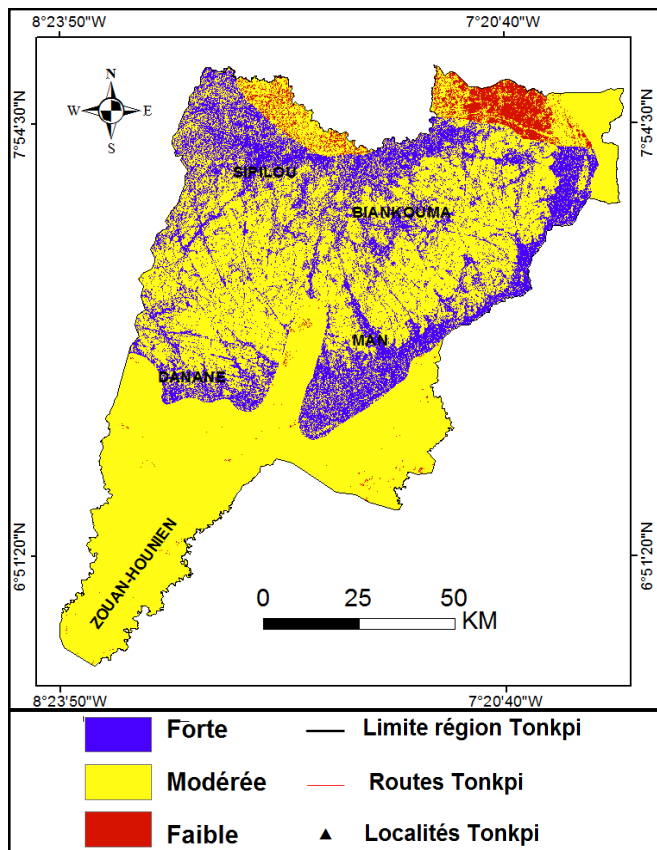 8°23'50"W 7°20'40"W
N
W E
S
7°54'30"N
7°54'30"N
SIPILOU
BIANKOUMA
MAN
DANANE
ZOUAN-HOUNIEN
6°51'20"N
6°51'20"N
0 25 50
KM
8°23'50"W 7°20'40"W
Forte Limite région Tonkpi
Modérée Routes Tonkpi
Faible Localités Tonkpi